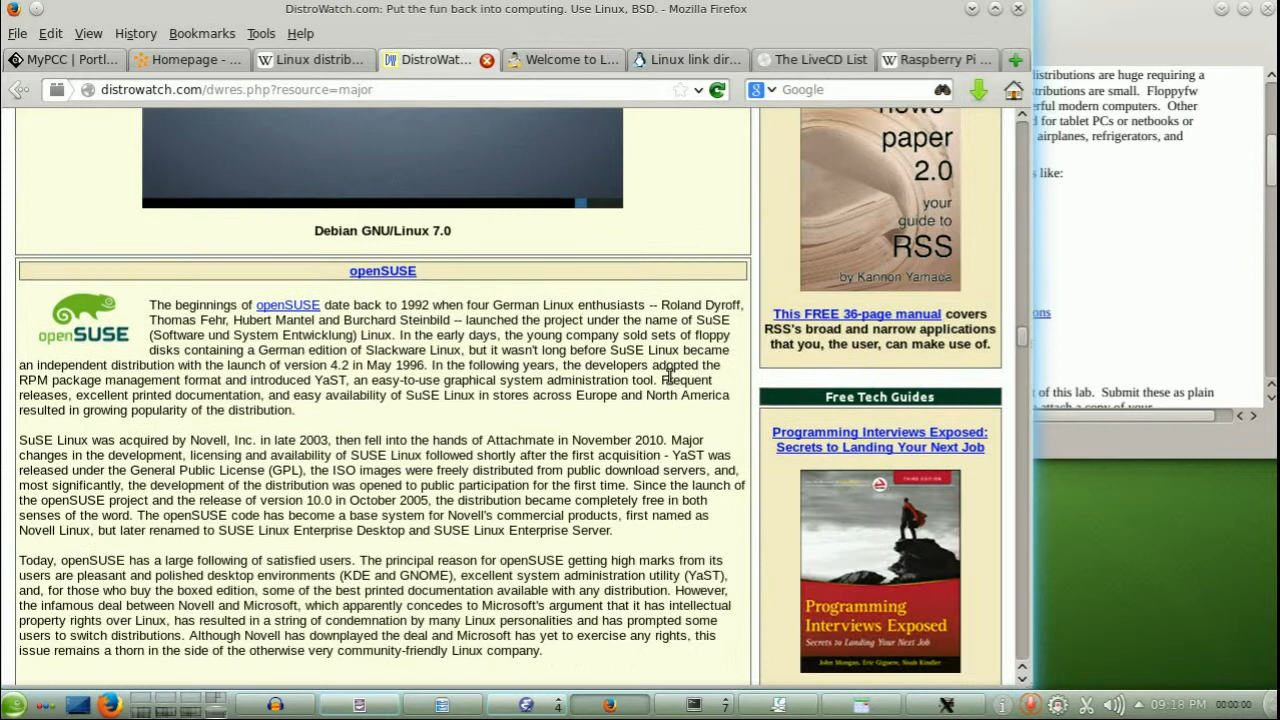 DistroWatch.com: Put the fun back into computing. Use Linux, BSD. - Mozilla Firefox
File Edit View History Bookmarks Tools Help
MyPCC | Portl... Homepage - ... Linux distrib... DistroWat... Welcome to L... Linux link dir... The LiveCD List Raspberry Pi ...
distrowatch.com/dwres.php?resource=major Google
Debian GNU/Linux 7.0
openSUSE
openSUSE
The beginnings of openSUSE date back to 1992 when four German Linux enthusiasts -- Roland Dyroff,
Thomas Fehr, Hubert Mantel and Burchard Steinbild -- launched the project under the name of SuSE
(Software und System Entwicklung) Linux. In the early days, the young company sold sets of floppy
disks containing a German edition of Slackware Linux, but it wasn't long before SuSE Linux became
an independent distribution with the launch of version 4.2 in May 1996. In the following years, the developers adopted the
RPM package management format and introduced YaST, an easy-to-use graphical system administration tool. Frequent
releases, excellent printed documentation, and easy availability of SuSE Linux in stores across Europe and North America
resulted in growing popularity of the distribution.
SuSE Linux was acquired by Novell, Inc. in late 2003, then fell into the hands of Attachmate in November 2010. Major
changes in the development, licensing and availability of SUSE Linux followed shortly after the first acquisition - YaST was
released under the General Public License (GPL), the ISO images were freely distributed from public download servers, and,
most significantly, the development of the distribution was opened to public participation for the first time. Since the launch of
the openSUSE project and the release of version 10.0 in October 2005, the distribution became completely free in both
senses of the word. The openSUSE code has become a base system for Novell's commercial products, first named as
Novell Linux, but later renamed to SUSE Linux Enterprise Desktop and SUSE Linux Enterprise Server.
Today, openSUSE has a large following of satisfied users. The principal reason for openSUSE getting high marks from its
users are pleasant and polished desktop environments (KDE and GNOME), excellent system administration utility (YaST),
and, for those who buy the boxed edition, some of the best printed documentation available with any distribution. However,
the infamous deal between Novell and Microsoft, which apparently concedes to Microsoft's argument that it has intellectual
property rights over Linux, has resulted in a string of condemnation by many Linux personalities and has prompted some
users to switch distributions. Although Novell has downplayed the deal and Microsoft has yet to exercise any rights, this
issue remains a thorn in the side of the otherwise very community-friendly Linux company.
news
paper
2.0
your
guide to
RSS
by Kannon Yamada
This FREE 36-page manual covers
RSS's broad and narrow applications
that you, the user, can make use of.
Free Tech Guides
Programming Interviews Exposed:
Secrets to Landing Your Next Job
Programming
Interviews Exposed
Secrets to Landing Your Next Job
John Mongan, Eric Giguère, Noah Kindler
distributions are huge requiring a
tributions are small. Floppyfw
erful modern computers. Other
d for tablet PCs or netbooks or
airplanes, refrigerators, and
s like:
ons
t of this lab. Submit these as plain
attach a copy of your
4 7 09:18 PM 00:00:00